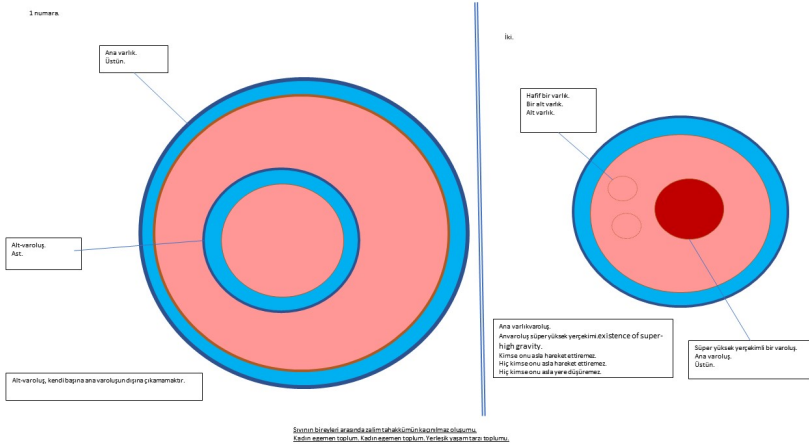 1 numara.
Ana varlık.
Üstün.
Alt-varoluş.
Ast.
Alt-varoluş, kendi başına ana varoluşun dışına çıkamamaktır.
İki.
Hafif bir varlık.
Bir alt varlık.
Alt varlık.
Ana varlıkvaroluş.
Anvaroluş süper yüksek yerçekimi.existence of super-
high gravity.
Kimse onu asla hareket ettiremez.
Hiç kimse onu asla hareket ettiremez.
Hiç kimse onu asla yere düşüremez.
Süper yüksek yerçekimli bir varoluş.
Ana varoluş.
Üstün.
Sıvının bireyleri arasında zalim tahakkümün kaçınılmaz oluşumu.
Kadın egemen toplum. Kadın egemen toplum. Yerleşik yaşam tarzı toplumu.